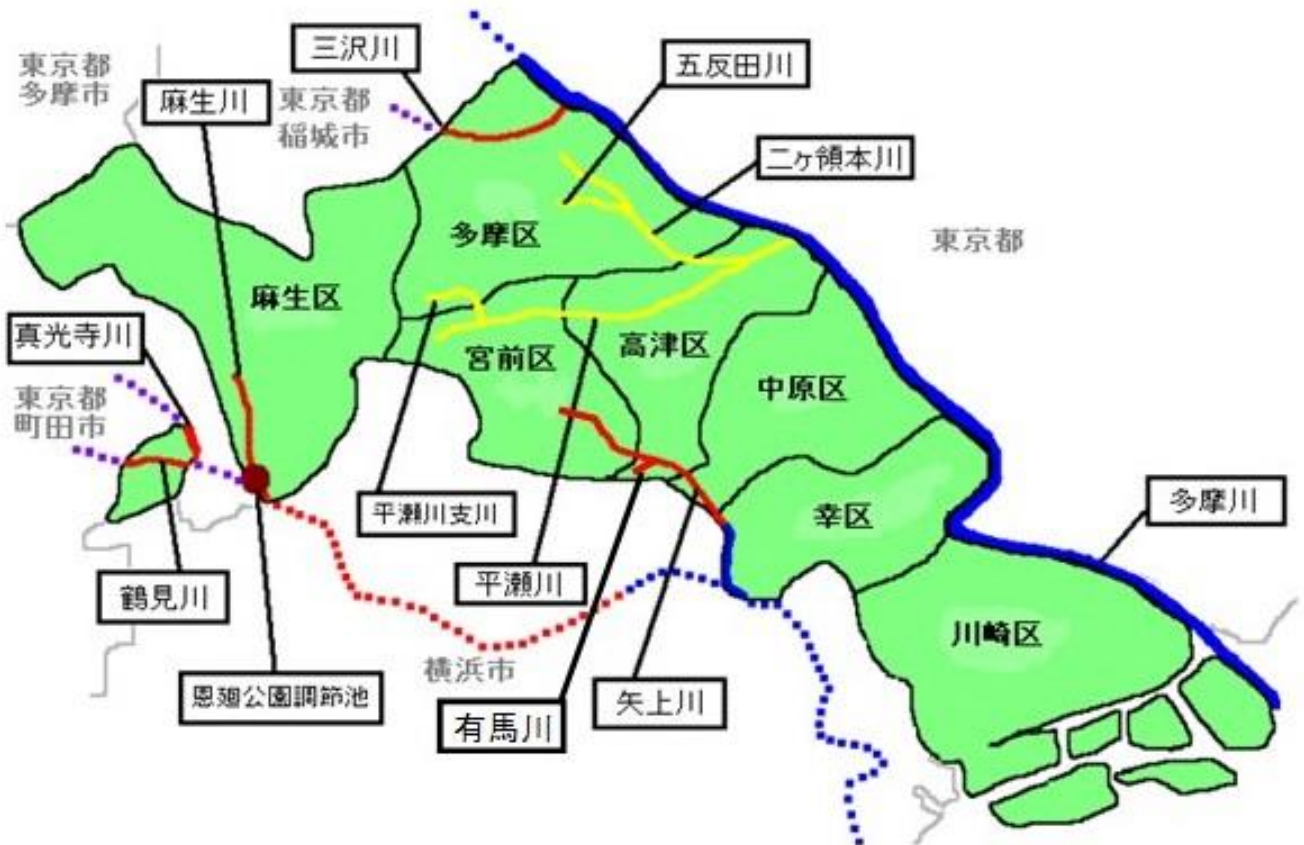 三沢川
五反田川
東京都
多摩市
麻生川
東京都
稲城市
二ヶ領本川
多摩区
東京都
麻生区
真光寺川
高津区
宮前区
中原区
東京都
町田市
多摩川
平瀬川支川
幸区
鶴見川
平瀬川
川崎区
横浜市
恩廻公園調節池
矢上川
有馬川